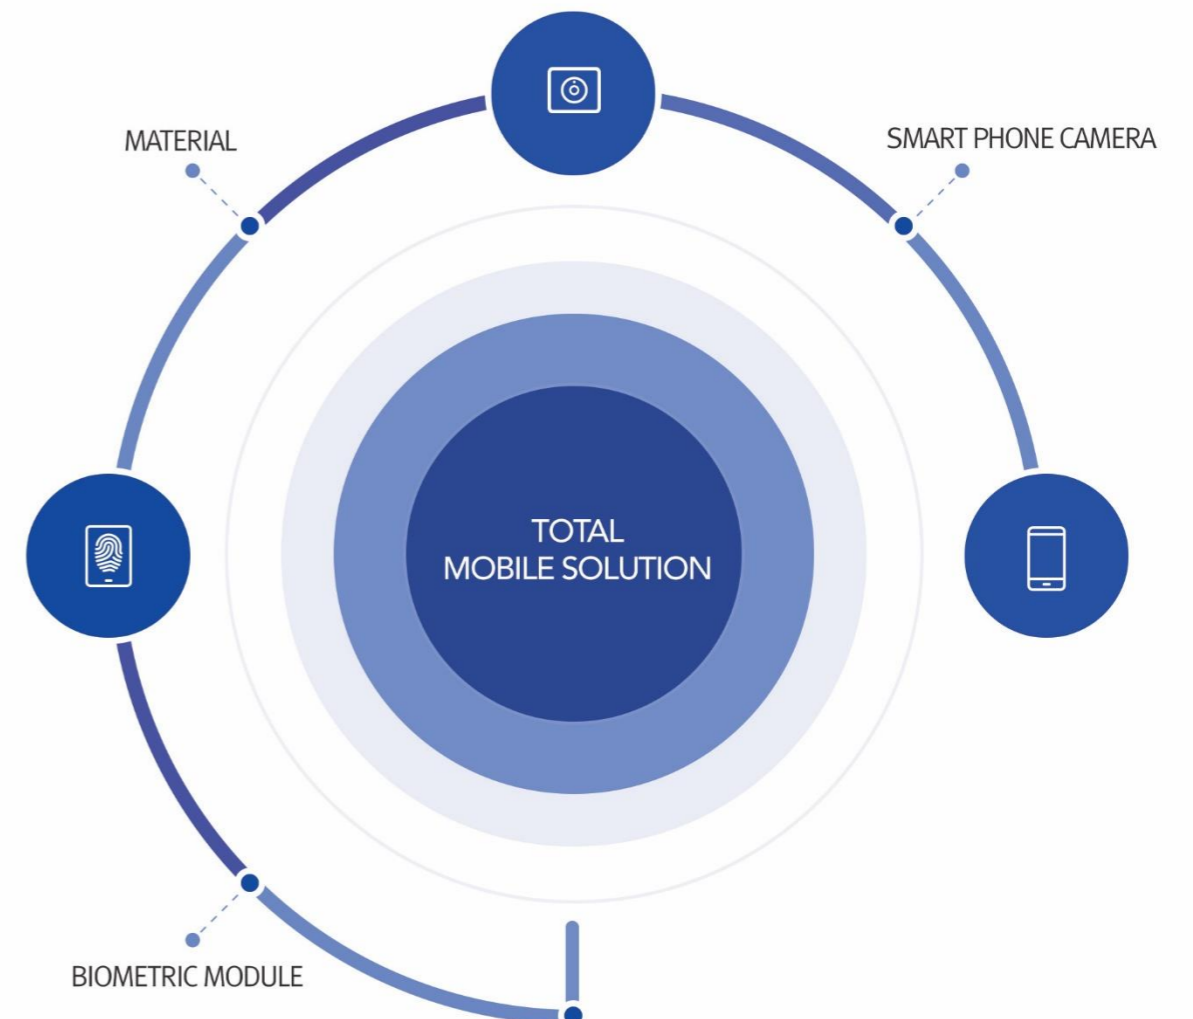 MATERIAL
SMART PHONE CAMERA
TOTAL
MOBILE SOLUTION
BIOMETRIC MODULE